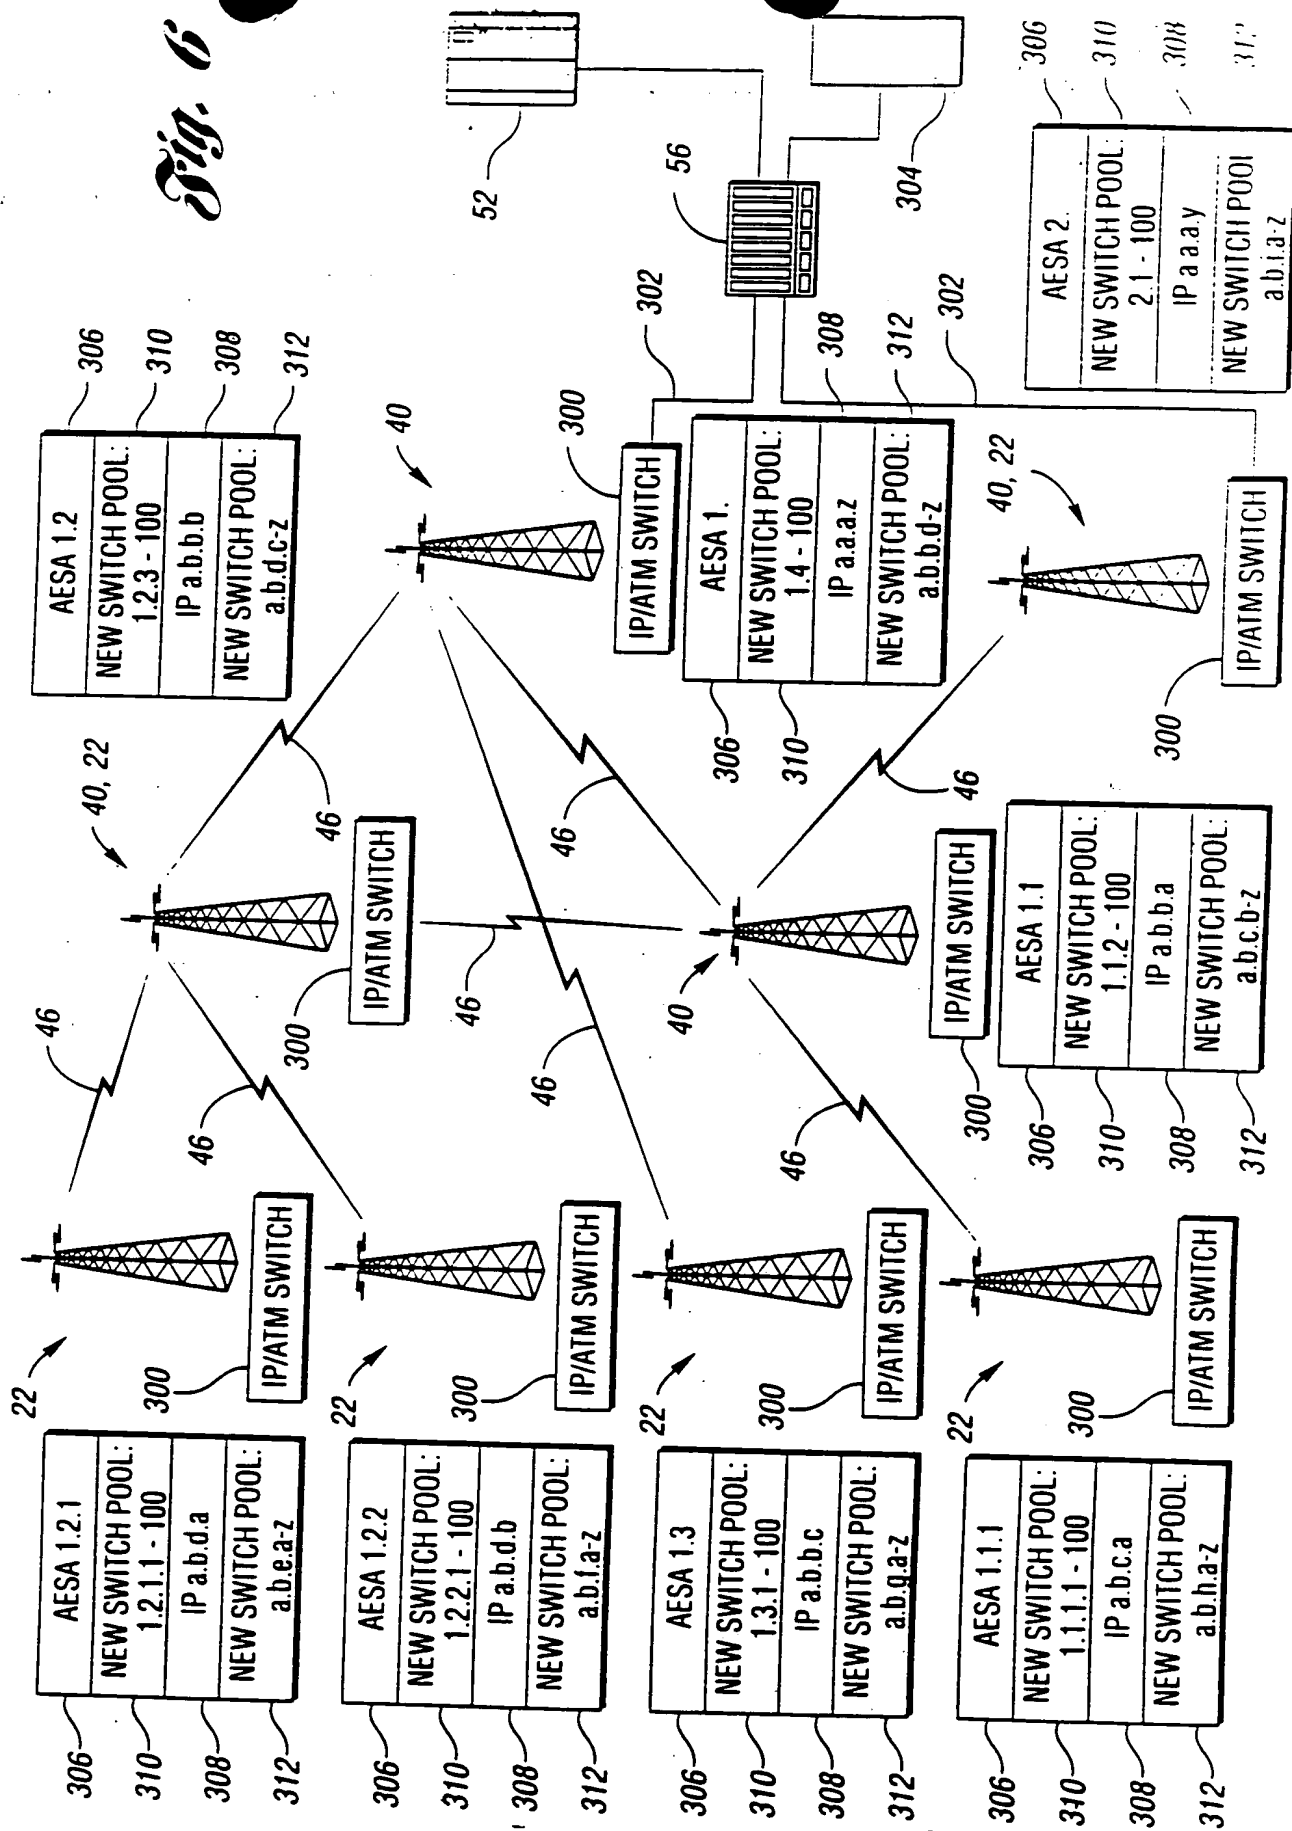 Fig. 6
AESA 1.2.1
NEW SWITCH POOL:
1.2.1.1 - 100
IP a.b.d.a
NEW SWITCH POOL:
a.b.e.a-z
306
310
308
312
22
300
IP/ATM SWITCH
46
46
40, 22
300
IP/ATM SWITCH
46
AESA 1.2
NEW SWITCH POOL:
1.2.3 - 100
IP a.b.b.b
NEW SWITCH POOL:
a.b.d.c-z
306
310
308
312
AESA 1.2.2
NEW SWITCH POOL:
1.2.2.1 - 100
IP a.b.d.b
NEW SWITCH POOL:
a.b.f.a-z
306
310
308
312
22
300
IP/ATM SWITCH
46
46
46
40
300
IP/ATM SWITCH
302
52
56
304
AESA 1.3
NEW SWITCH POOL:
1.3.1 - 100
IP a.b.b.c
NEW SWITCH POOL:
a.b.g.a-z
306
310
308
312
22
300
IP/ATM SWITCH
40
300
IP/ATM SWITCH
AESA 1.
NEW SWITCH POOL:
1.4 - 100
IP a.a.a.z
NEW SWITCH POOL:
a.b.b.d-z
306
310
308
312
302
46
46
AESA 1.1.1
NEW SWITCH POOL:
1.1.1.1 - 100
IP a.b.c.a
NEW SWITCH POOL:
a.b.h.a-z
306
310
308
312
22
300
IP/ATM SWITCH
AESA 1.1
NEW SWITCH POOL:
1.1.2 - 100
IP a.b.b.a
NEW SWITCH POOL:
a.b.c.b-z
306
310
308
312
40, 22
300
IP/ATM SWITCH
AESA 2.
NEW SWITCH POOL:
2.1 - 100
IP a.a.a.y
NEW SWITCH POOL
a.b.i.a-z
306
310
308